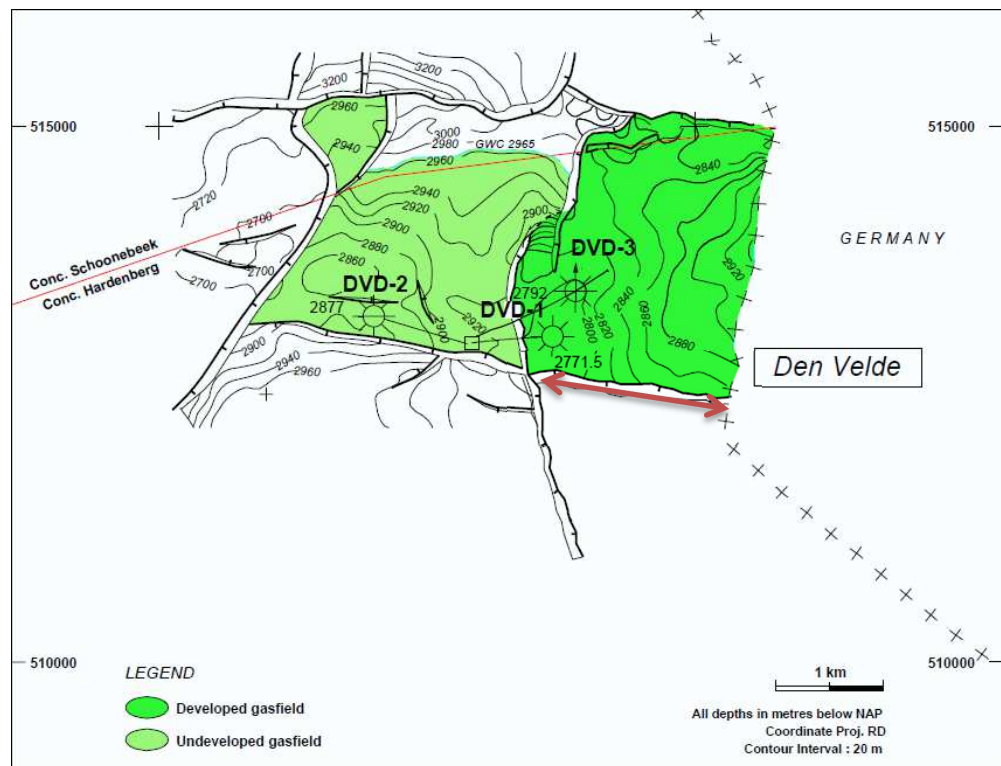 3200
3200
2960
515000
515000
3000
2980
GWC 2965
2940
2960
2840
2940
2720
2920
2700
2900
2900
GERMANY
Conc. Schoonebeek
2880
DVD-3
Conc. Hardenberg
2700
2860
2920
2700
DVD-2
2792
2840
2877
DVD-1
2820
2860
2920
2800
2900
2900
2880
2940
2771.5
Den Velde
2960
510000
510000
LEGEND
1 km
Developed gasfield
All depths in metres below NAP
Coordinate Proj. RD
Undeveloped gasfield
Contour Interval : 20 m